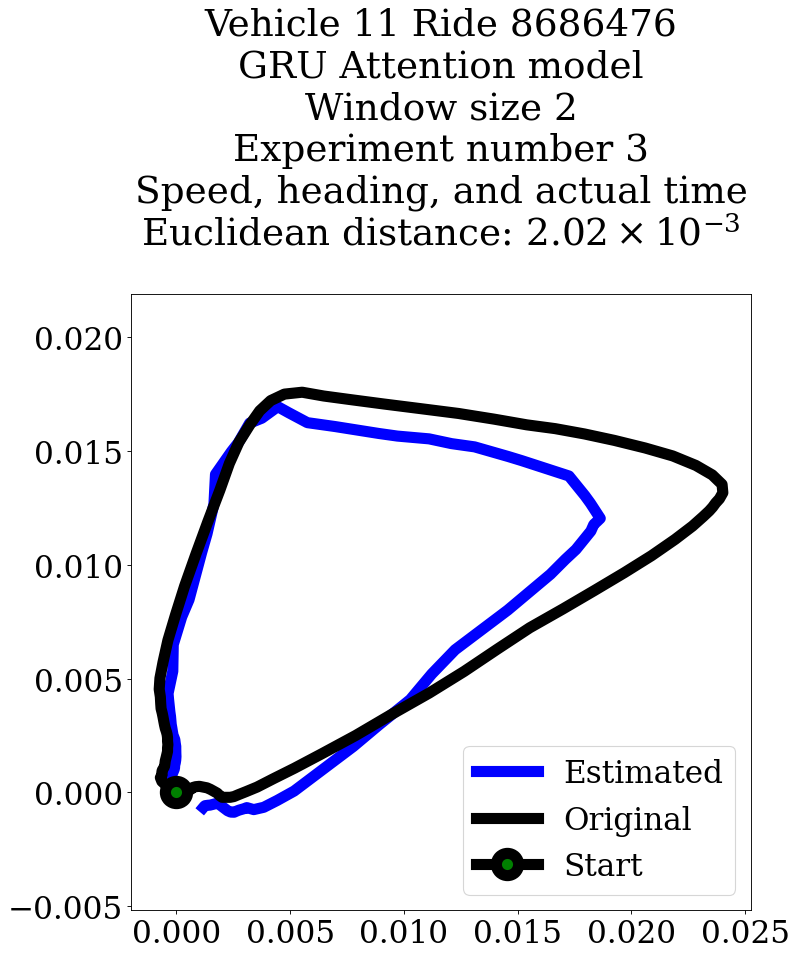 Vehicle 11 Ride 8686476
GRU Attention model
Window size 2
Experiment number 3
Speed, heading, and actual time
Euclidean distance: 2.02 × 10⁻³
0.020
0.015
0.010
0.005
0.000
−0.005
0.000 0.005 0.010 0.015 0.020 0.025
Estimated
Original
Start